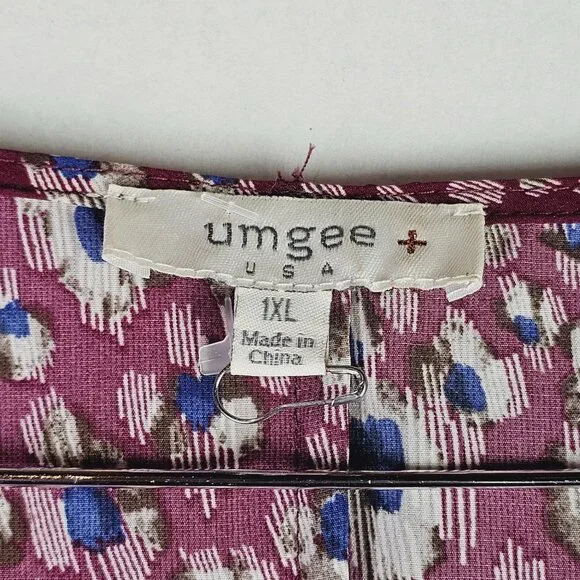 umgee +
USA
1XL
Made in
China